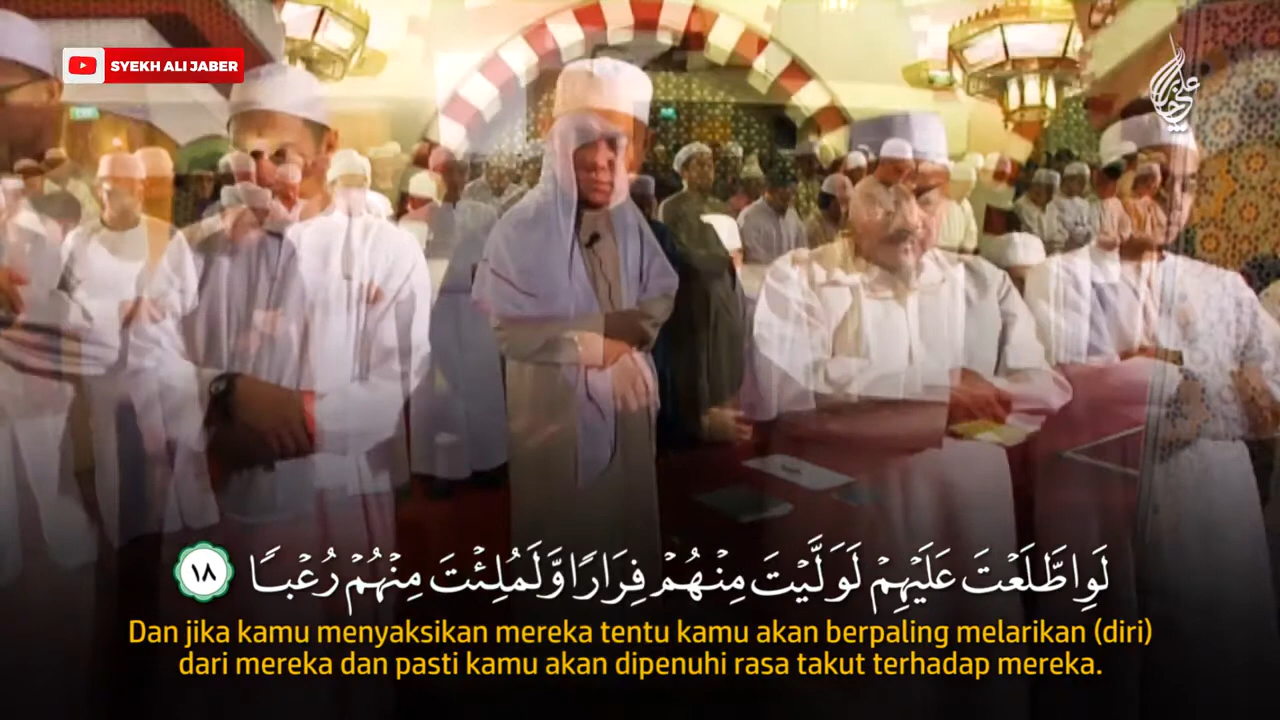 SYEKH ALI JABER
لَوِ اطَّلَعْتَ عَلَيْهِمْ لَوَلَّيْتَ مِنْهُمْ فِرَارًا وَّلَمُلِئْتَ مِنْهُمْ رُعْبًا ١٨
Dan jika kamu menyaksikan mereka tentu kamu akan berpaling melarikan (diri)
dari mereka dan pasti kamu akan dipenuhi rasa takut terhadap mereka.